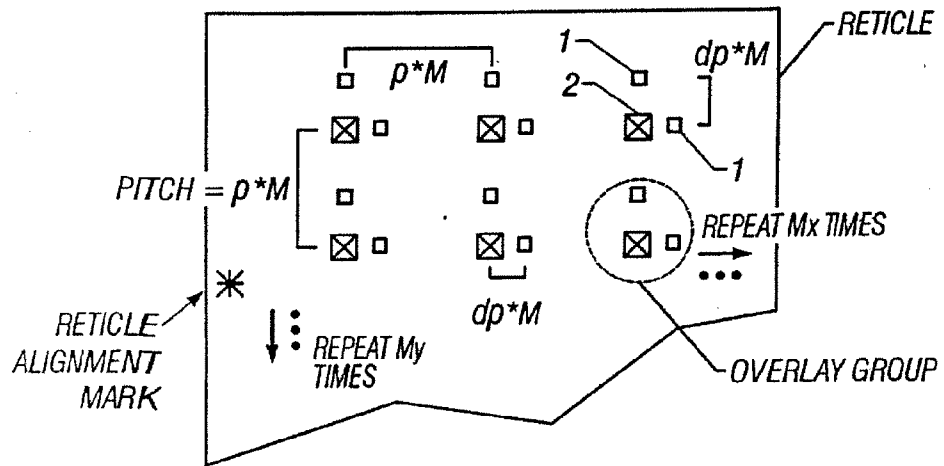 RETICLE
1
dp*M
p*M
2
1
PITCH = p*M
REPEAT Mx TIMES
dp*M
RETICLE
ALIGNMENT
MARK
REPEAT My
TIMES
OVERLAY GROUP